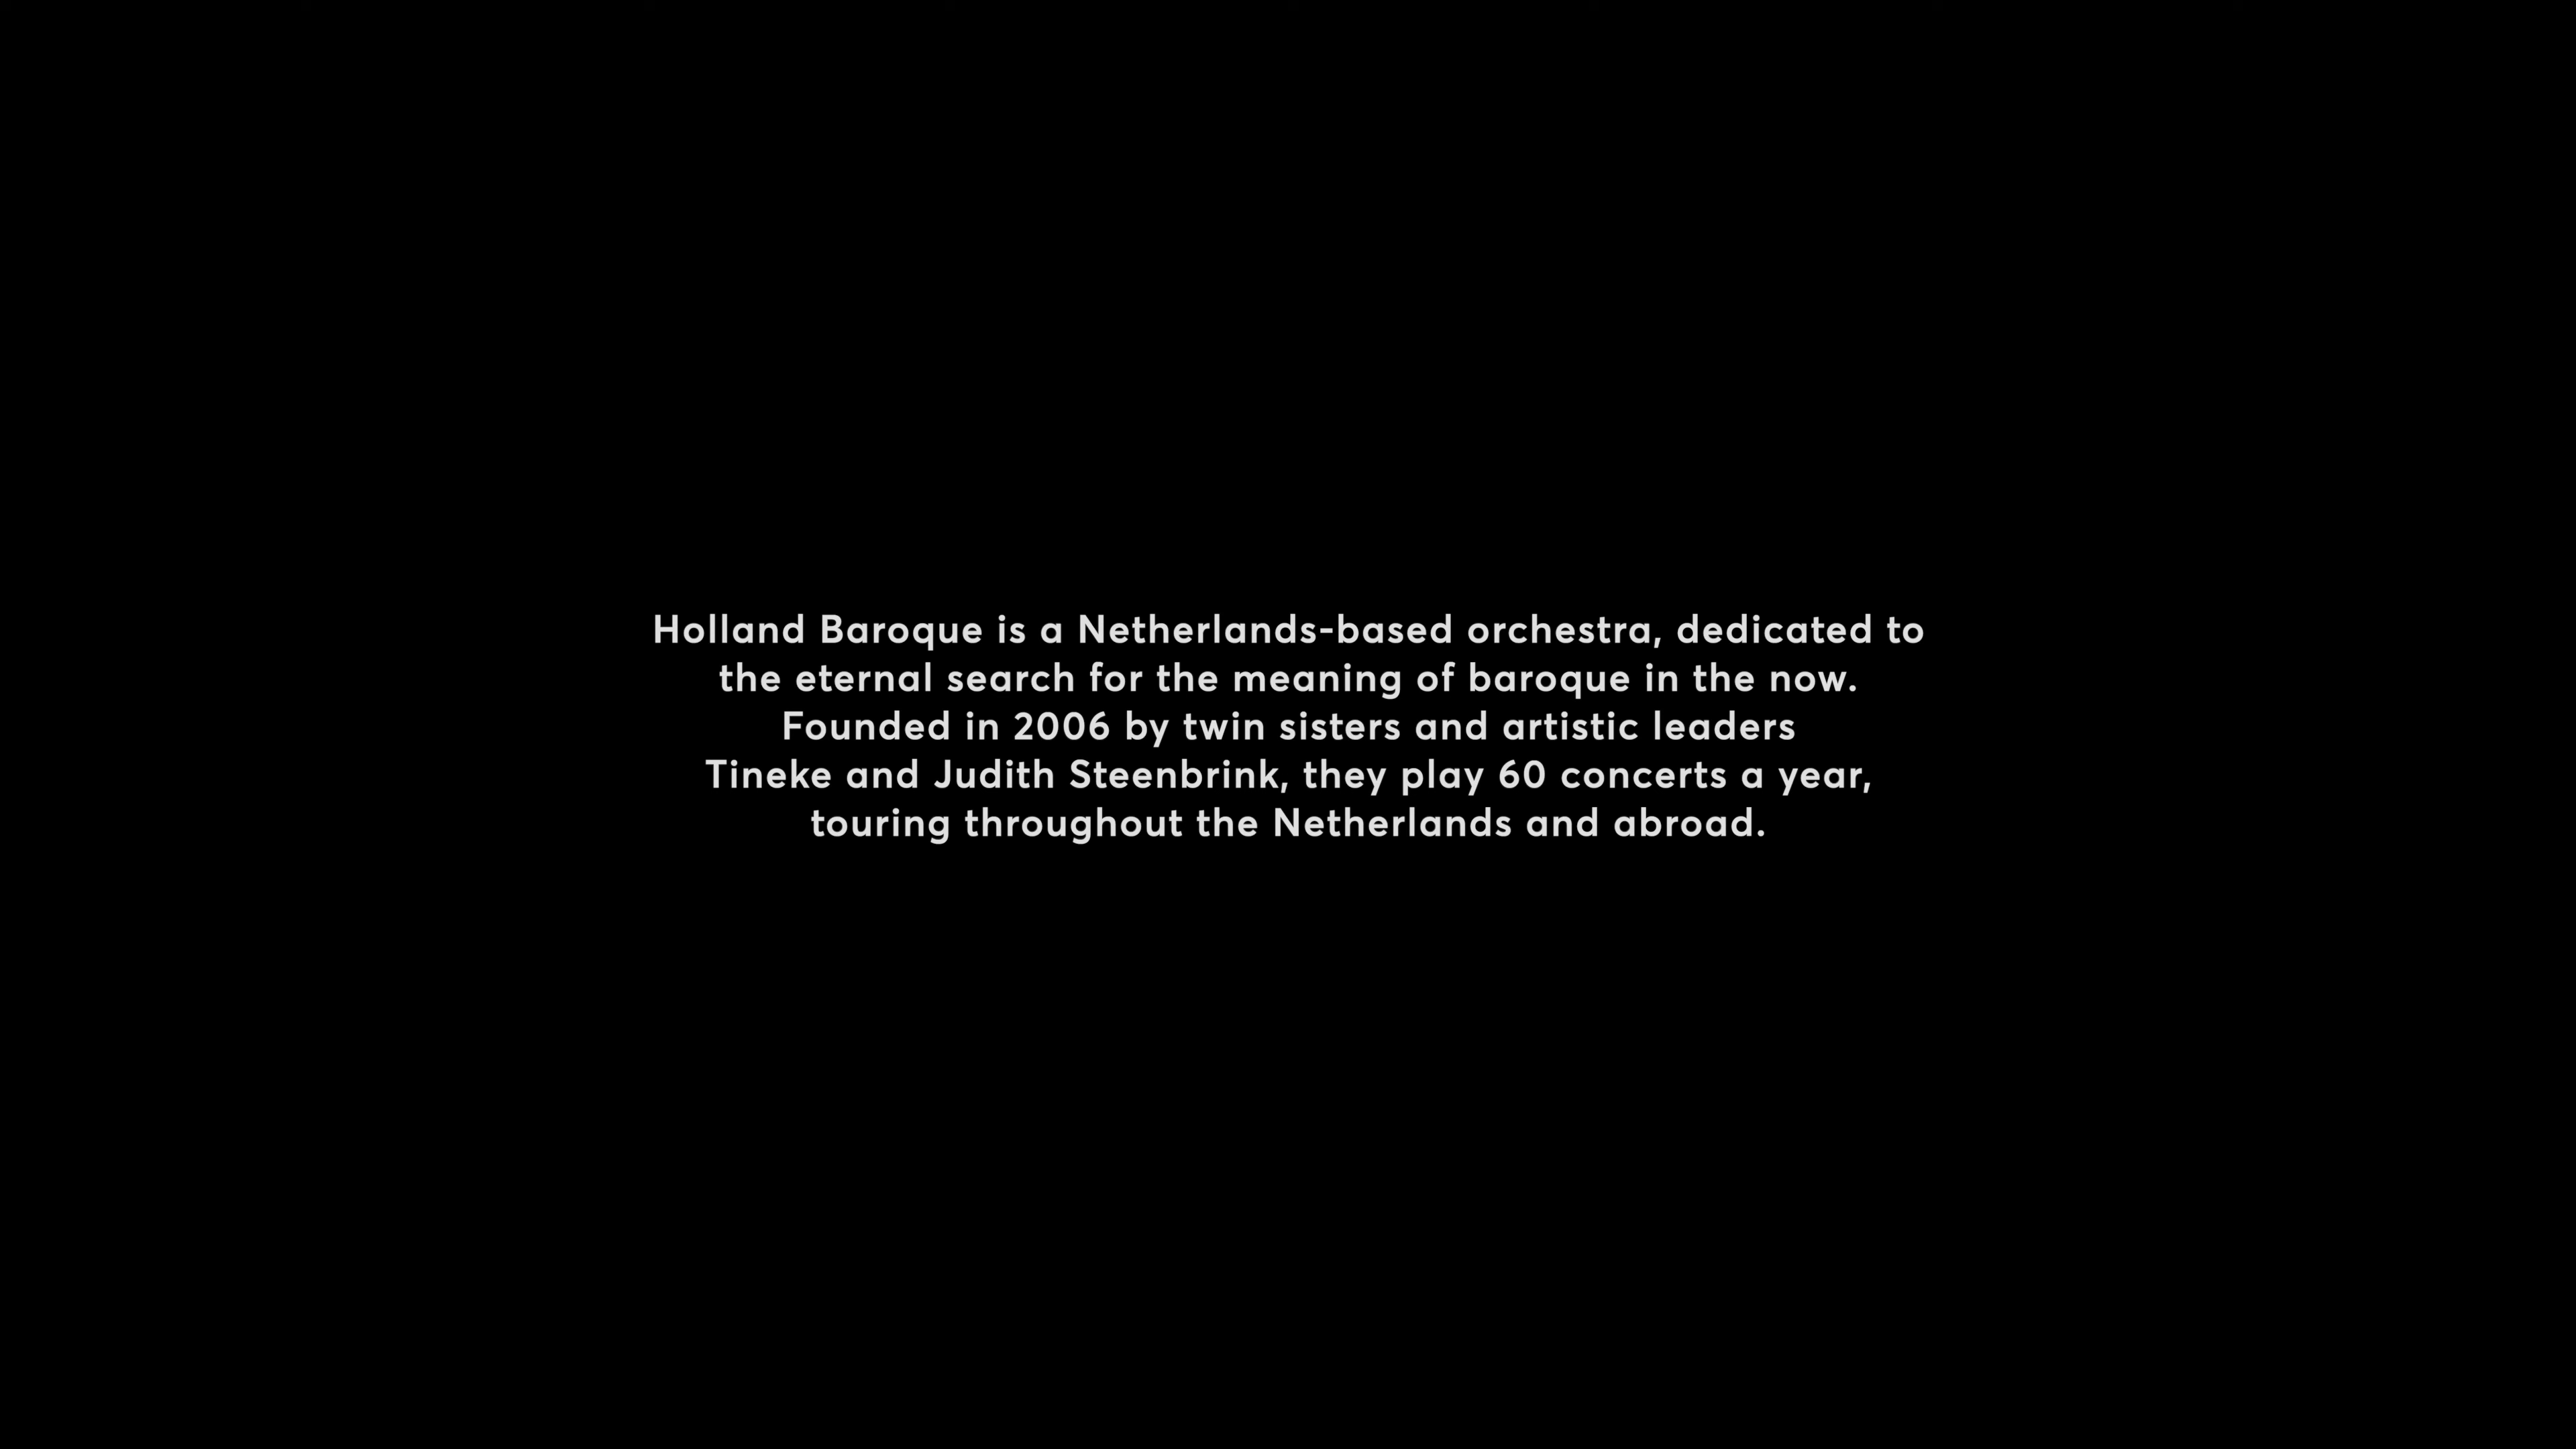 Holland Baroque is a Netherlands-based orchestra, dedicated to
the eternal search for the meaning of baroque in the now.
Founded in 2006 by twin sisters and artistic leaders
Tineke and Judith Steenbrink, they play 60 concerts a year,
touring throughout the Netherlands and abroad.